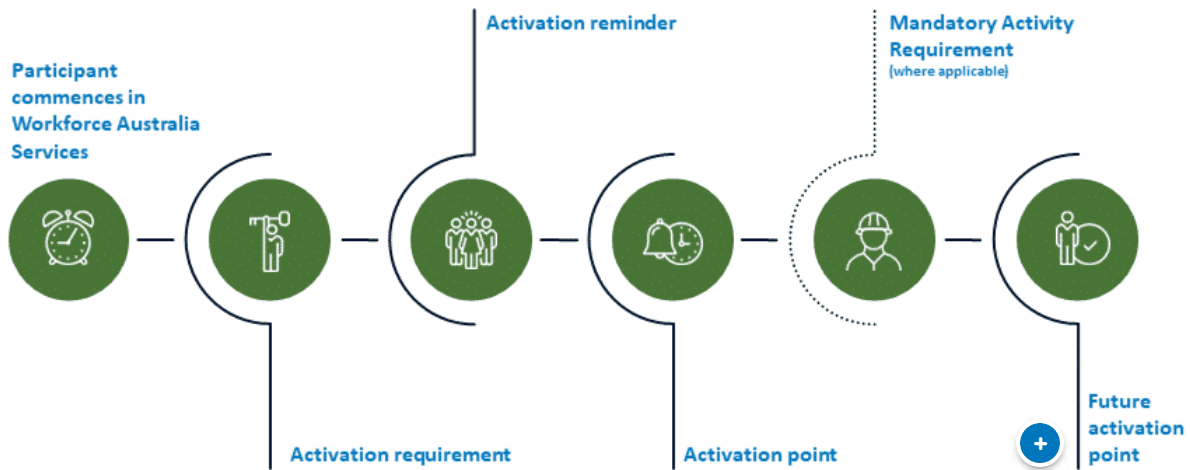 Participant
commences in
Workforce Australia
Services
Activation requirement
Activation reminder
Activation point
Mandatory Activity
Requirement
(where applicable)
Future
activation
point
+